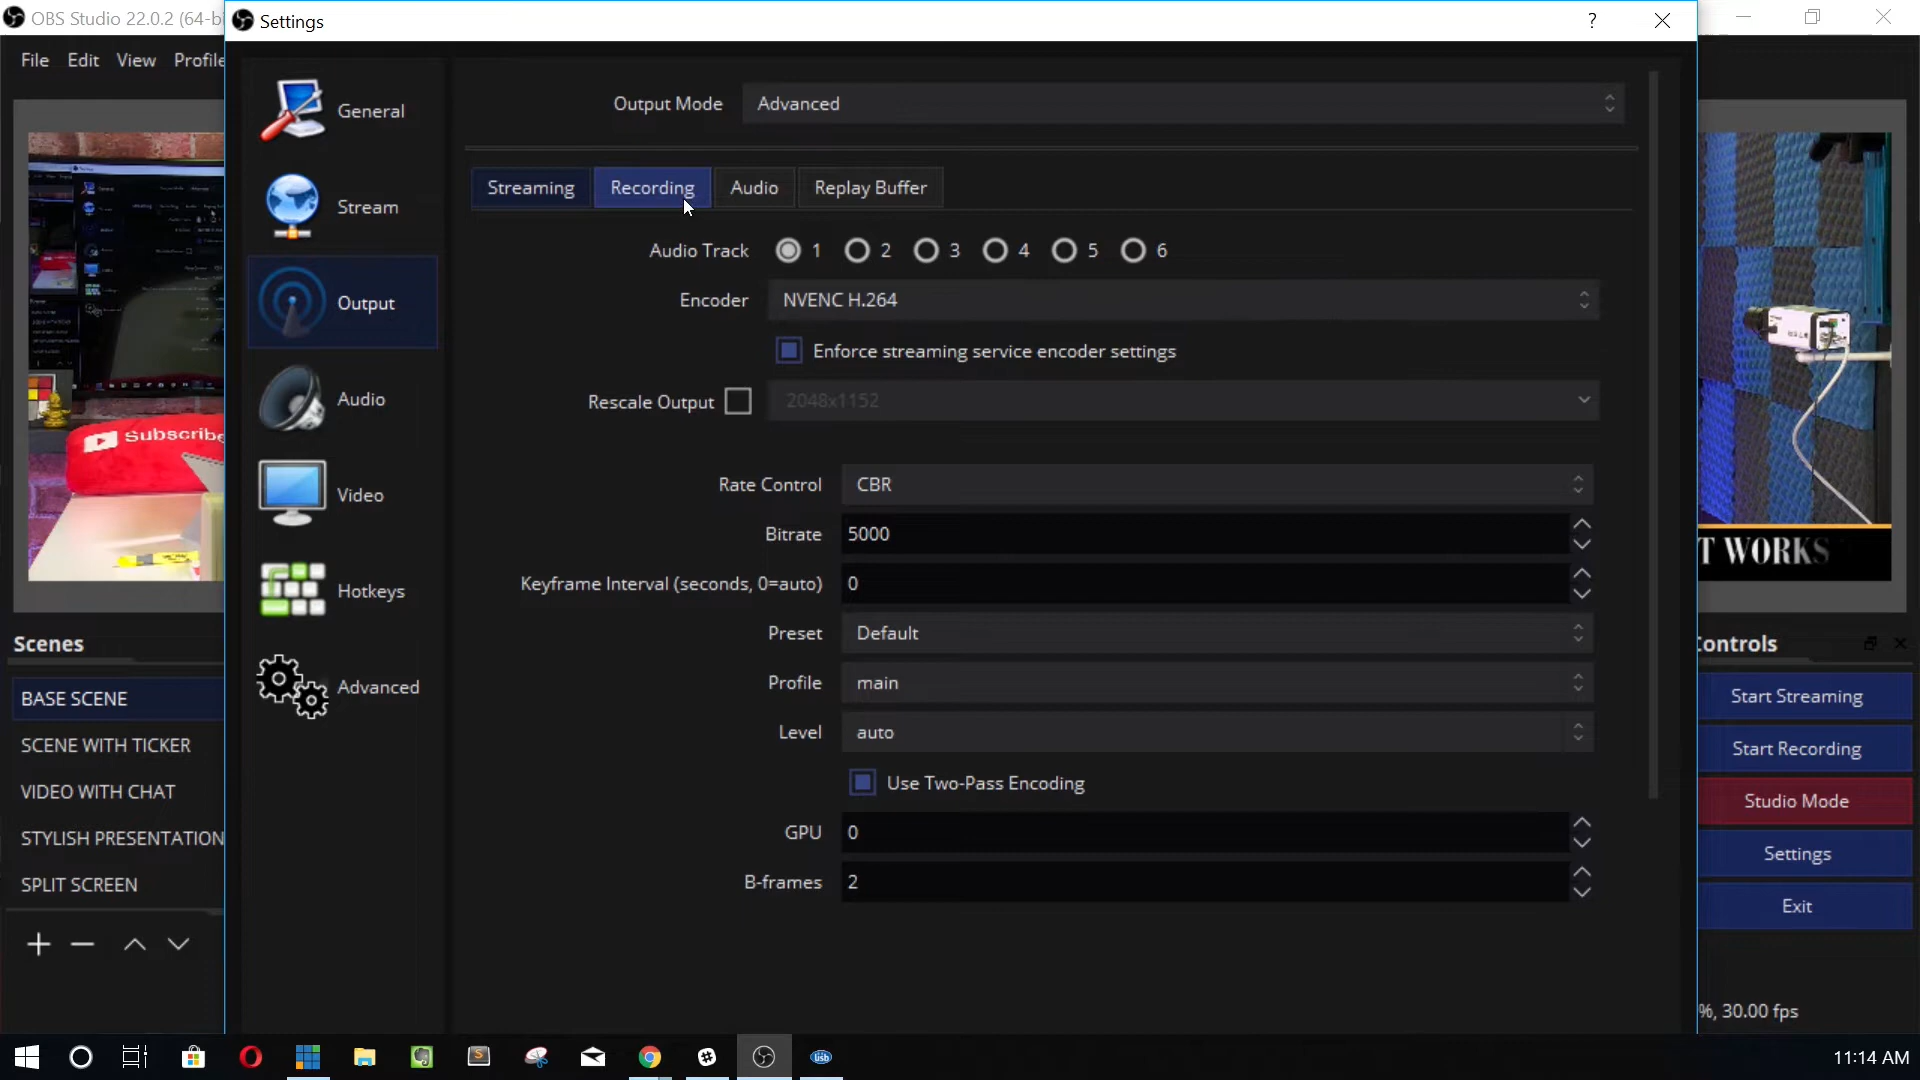 OBS Studio 22.0.2 (64-bi
Settings
?
File Edit View Profile
General
Stream
Output
Audio
Video
Hotkeys
Advanced
Output Mode Advanced
Streaming Recording Audio Replay Buffer
Audio Track 1 2 3 4 5 6
Encoder NVENC H.264
Enforce streaming service encoder settings
Rescale Output 2048x1152
Rate Control CBR
Bitrate 5000
Keyframe Interval (seconds, 0=auto) 0
Preset Default
Profile main
Level auto
Use Two-Pass Encoding
GPU 0
B-frames 2
Subscribe
T WORKS
Scenes
BASE SCENE
SCENE WITH TICKER
VIDEO WITH CHAT
STYLISH PRESENTATION
SPLIT SCREEN
Controls
Start Streaming
Start Recording
Studio Mode
Settings
Exit
%, 30.00 fps
11:14 AM